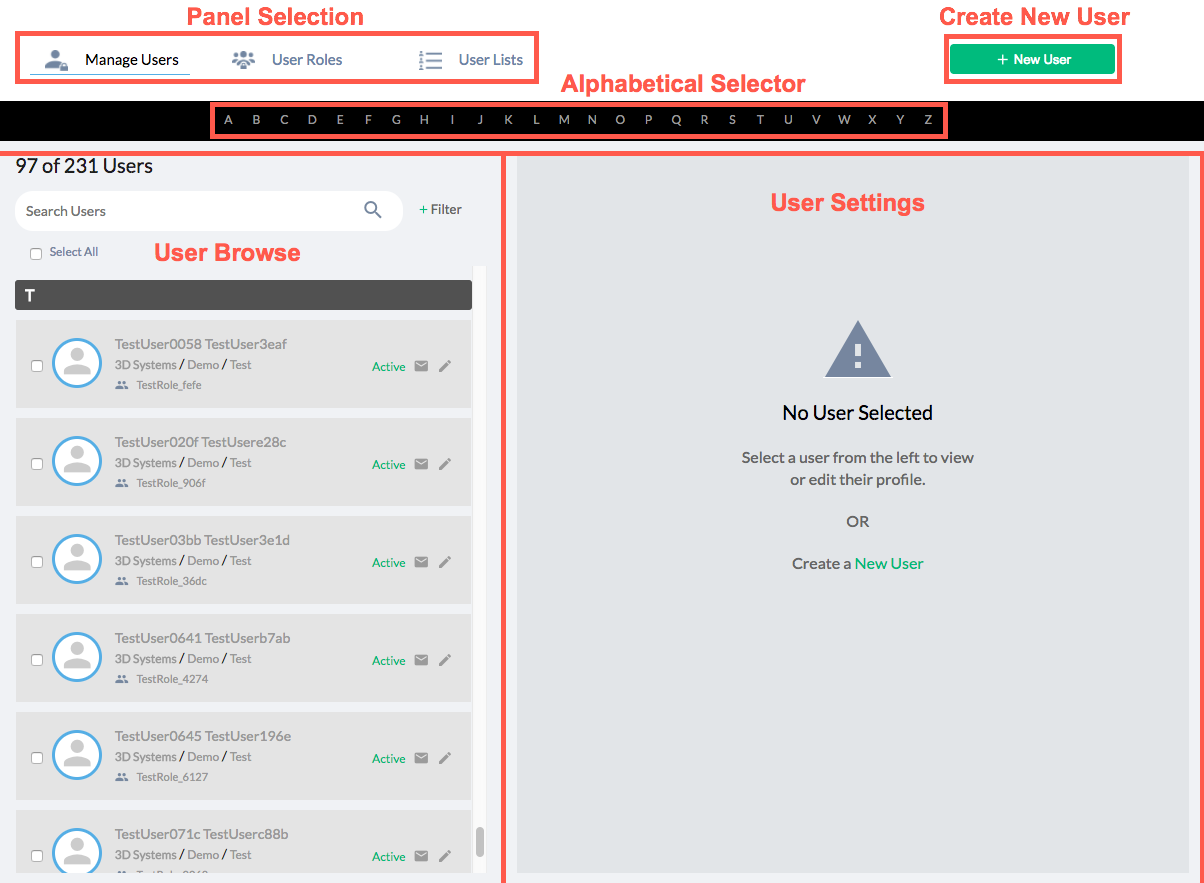 Panel Selection
Create New User
Manage Users
User Roles
User Lists
+ New User
Alphabetical Selector
A B C D E F G H I J K L M N O P Q R S T U V W X Y Z
97 of 231 Users
Search Users
+ Filter
Select All
User Browse
T
TestUser0058 TestUser3eaf
3D Systems / Demo / Test
Active
TestRole_fefe
TestUser020f TestUsere28c
3D Systems / Demo / Test
Active
TestRole_906f
TestUser03bb TestUser3e1d
3D Systems / Demo / Test
Active
TestRole_36dc
TestUser0641 TestUserb7ab
3D Systems / Demo / Test
Active
TestRole_4274
TestUser0645 TestUser196e
3D Systems / Demo / Test
Active
TestRole_6127
TestUser071c TestUserc88b
3D Systems / Demo / Test
Active
User Settings
No User Selected
Select a user from the left to view
or edit their profile.
OR
Create a New User